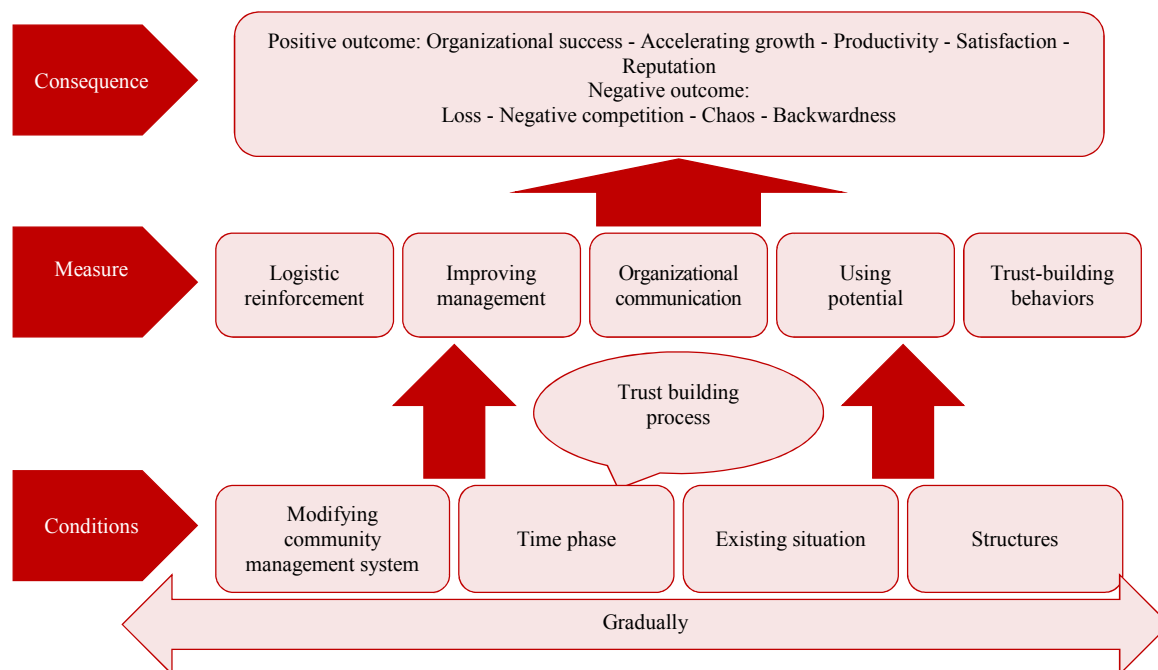 Consequence
Positive outcome: Organizational success - Accelerating growth - Productivity - Satisfaction -
Reputation
Negative outcome:
Loss - Negative competition - Chaos - Backwardness
Measure
Logistic
reinforcement
Improving
management
Organizational
communication
Using
potential
Trust-building
behaviors
Trust building
process
Conditions
Modifying
community
management system
Time phase
Existing situation
Structures
Gradually